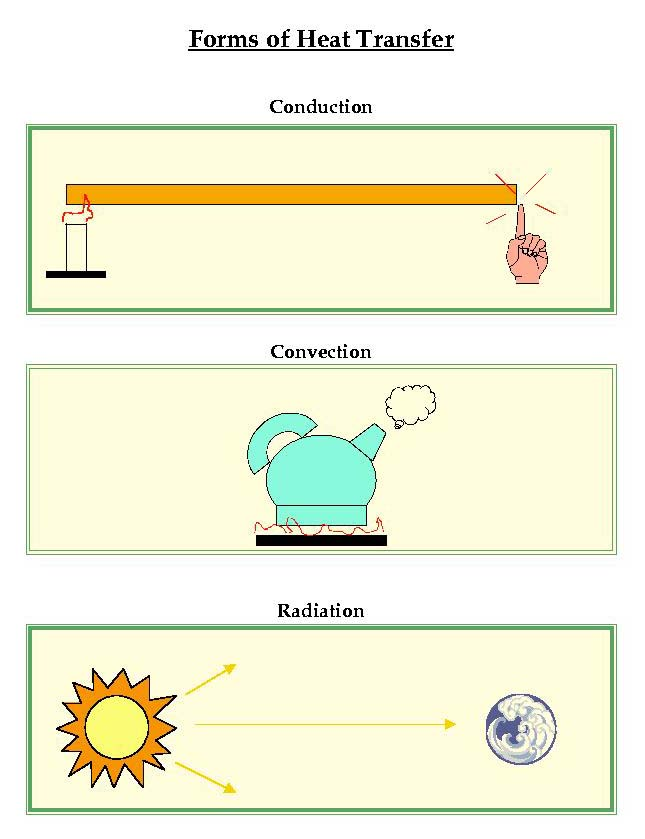 Forms of Heat Transfer
Conduction
Convection
Radiation